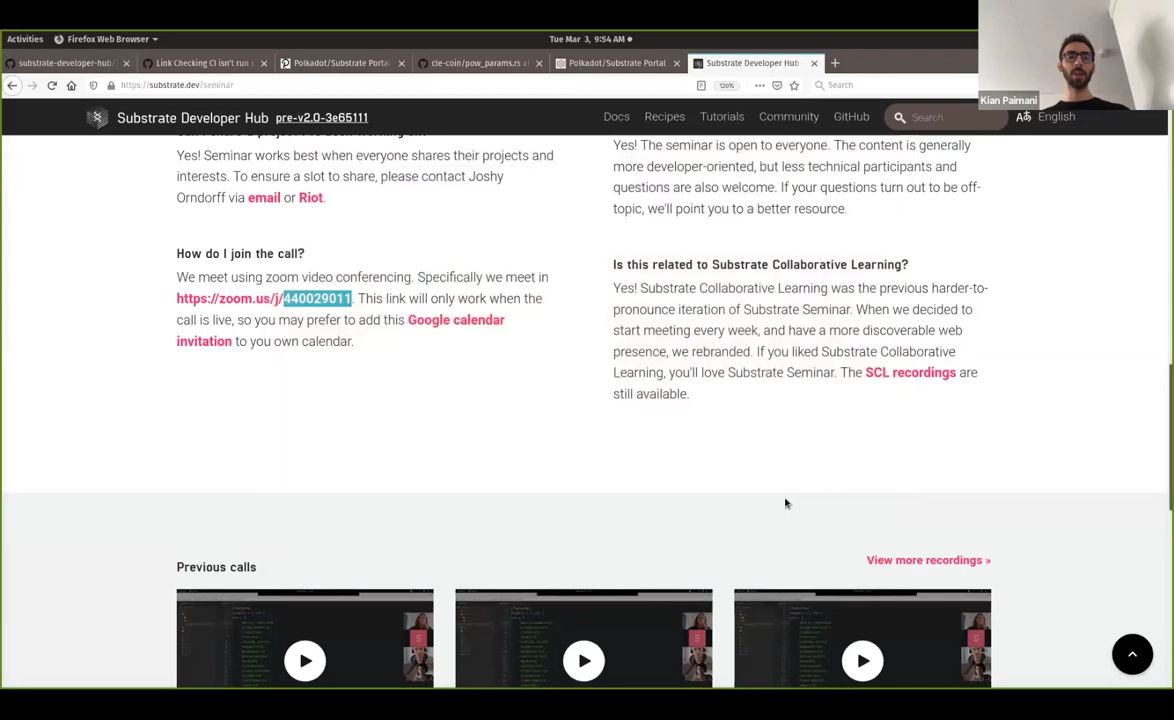 Activities
Firefox Web Browser
Tue Mar 3, 9:54 AM
substrate-developer-hub/
Link Checking CI isn't run
Polkadot/Substrate Portal
cle-coin/pow_params.rs at
Polkadot/Substrate Portal
Substrate Developer Hub
https://substrate.dev/seminar
120%
Search
Kian Paimani
Substrate Developer Hub pre-v2.0-3e65111
Docs
Recipes
Tutorials
Community
GitHub
Search
English
Yes! Seminar works best when everyone shares their projects and
interests. To ensure a slot to share, please contact Joshy
Orndorff via email or Riot.
How do I join the call?
We meet using zoom video conferencing. Specifically we meet in
https://zoom.us/j/440029011. This link will only work when the
call is live, so you may prefer to add this Google calendar
invitation to you own calendar.
Yes! The seminar is open to everyone. The content is generally
more developer-oriented, but less technical participants and
questions are also welcome. If your questions turn out to be off-
topic, we'll point you to a better resource.
Is this related to Substrate Collaborative Learning?
Yes! Substrate Collaborative Learning was the previous harder-to-
pronounce iteration of Substrate Seminar. When we decided to
start meeting every week, and have a more discoverable web
presence, we rebranded. If you liked Substrate Collaborative
Learning, you'll love Substrate Seminar. The SCL recordings are
still available.
Previous calls
View more recordings »